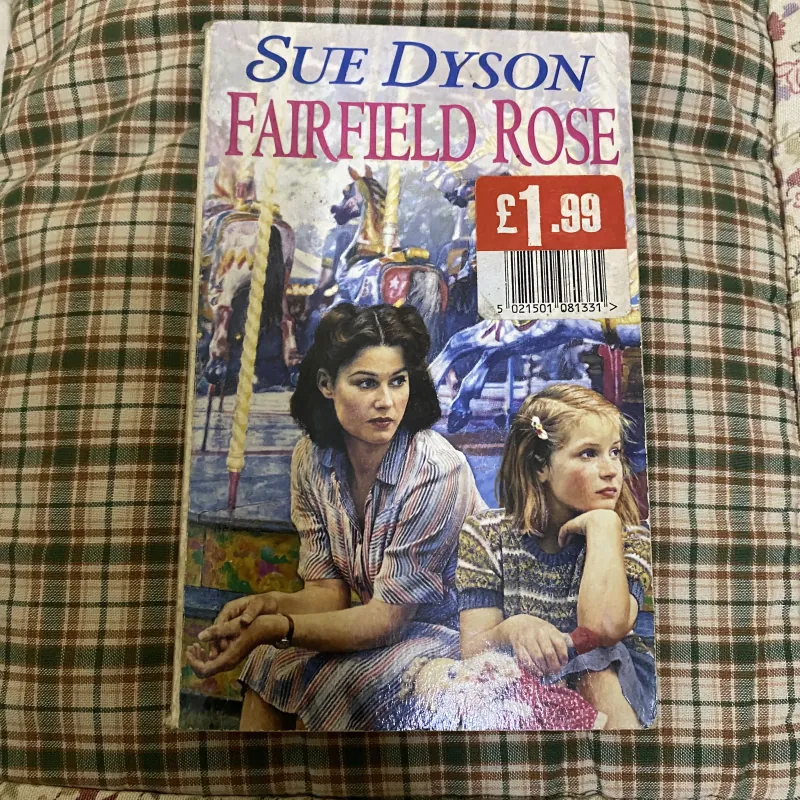 SUE DYSON
FAIRFIELD ROSE
£1.99
5 021501 081331 >